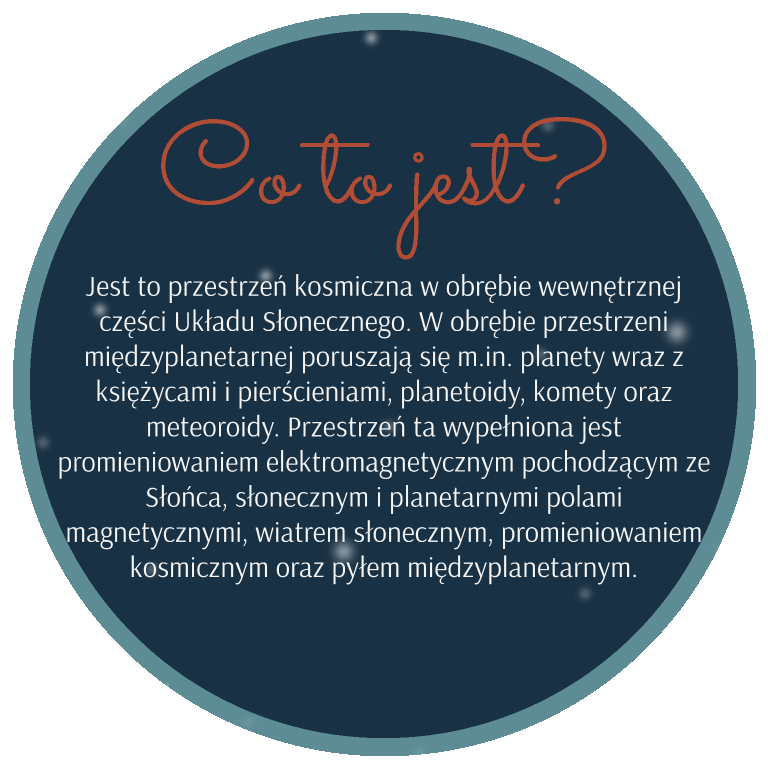 Co to jest?
Jest to przestrzeń kosmiczna w obrębie wewnętrznej
części Układu Słonecznego. W obrębie przestrzeni
międzyplanetarnej poruszają się m.in. planety wraz z
księżycami i pierścieniami, planetoidy, komety oraz
meteoroidy. Przestrzeń ta wypełniona jest
promieniowaniem elektromagnetycznym pochodzącym ze
Słońca, słonecznym i planetarnymi polami
magnetycznymi, wiatrem słonecznym, promieniowaniem
kosmicznym oraz pyłem międzyplanetarnym.